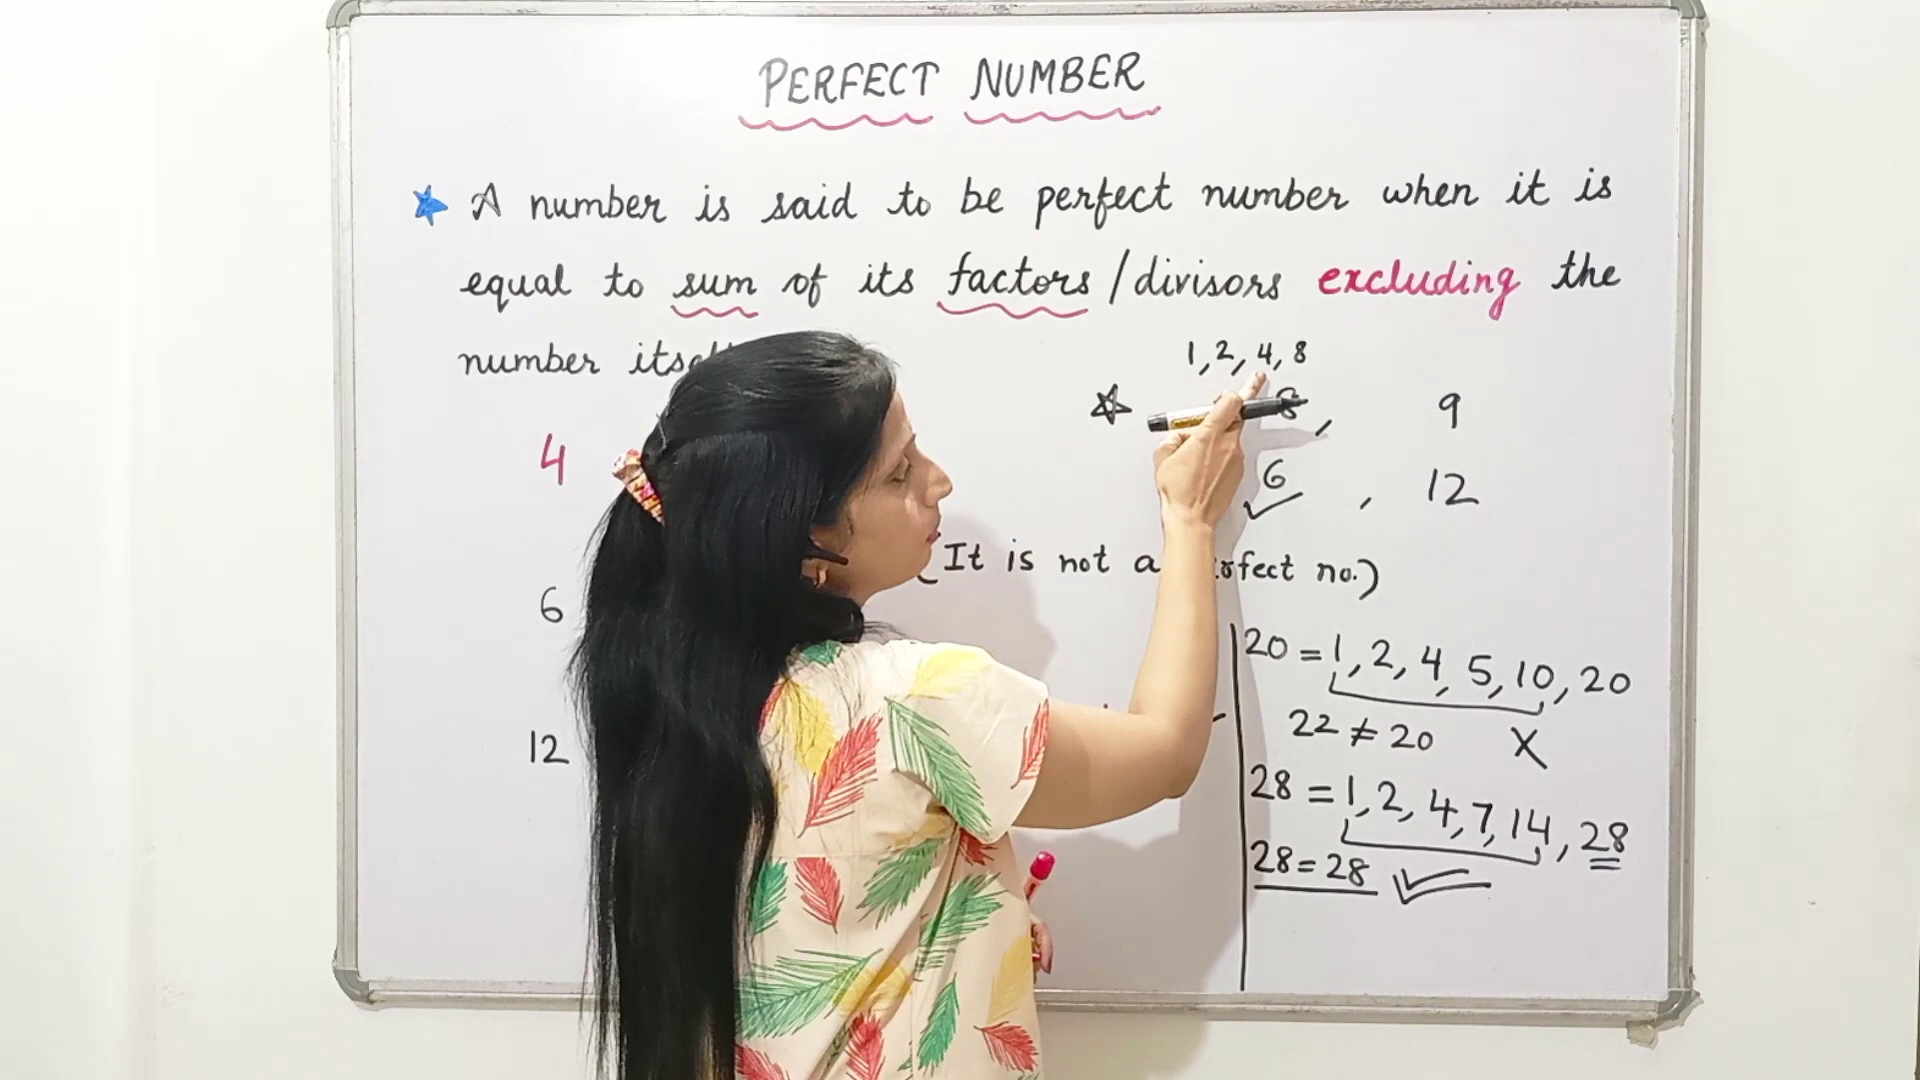 PERFECT NUMBER
A number is said to be perfect number when it is
equal to sum of its factors/divisors excluding the
number
1, 2, 4, 8
8, 9
4
6, 12
(It is not a no.)
6
20 = 1, 2, 4, 5, 10, 20
22 ≠ 20 X
12
28 = 1, 2, 4, 7, 14, 28
28 = 28 ✓